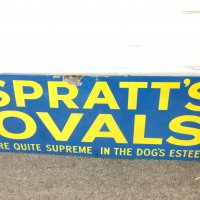 SPRATT'S
OVALS
RE QUITE SUPREME IN THE DOG'S ESTEE